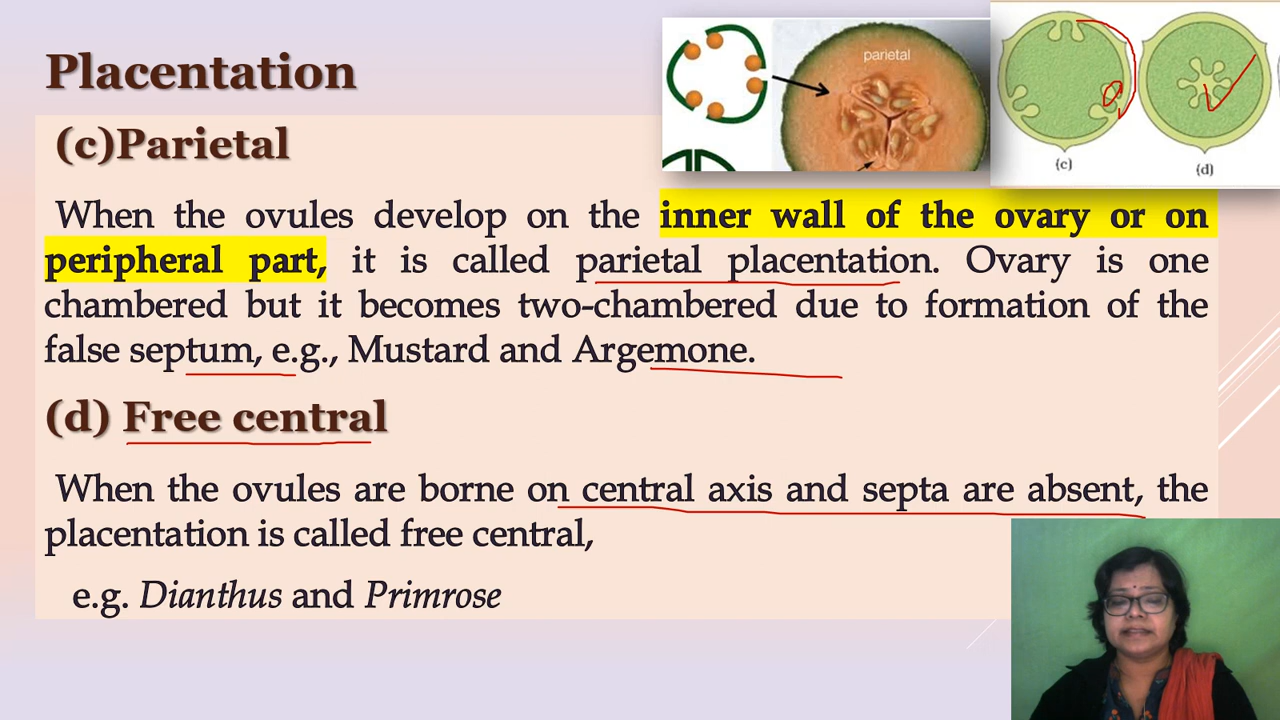 Placentation
parietal
(c)
(d)
(c)Parietal
When the ovules develop on the inner wall of the ovary or on
peripheral part, it is called parietal placentation. Ovary is one
chambered but it becomes two-chambered due to formation of the
false septum, e.g., Mustard and Argemone.
(d) Free central
When the ovules are borne on central axis and septa are absent, the
placentation is called free central,
e.g. Dianthus and Primrose